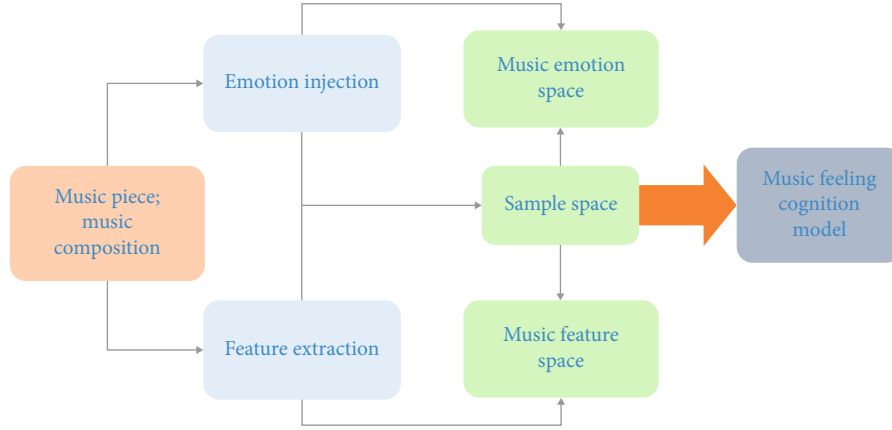 Emotion injection
Music emotion
space
Music piece;
music
composition
Sample space
Music feeling
cognition
model
Feature extraction
Music feature
space